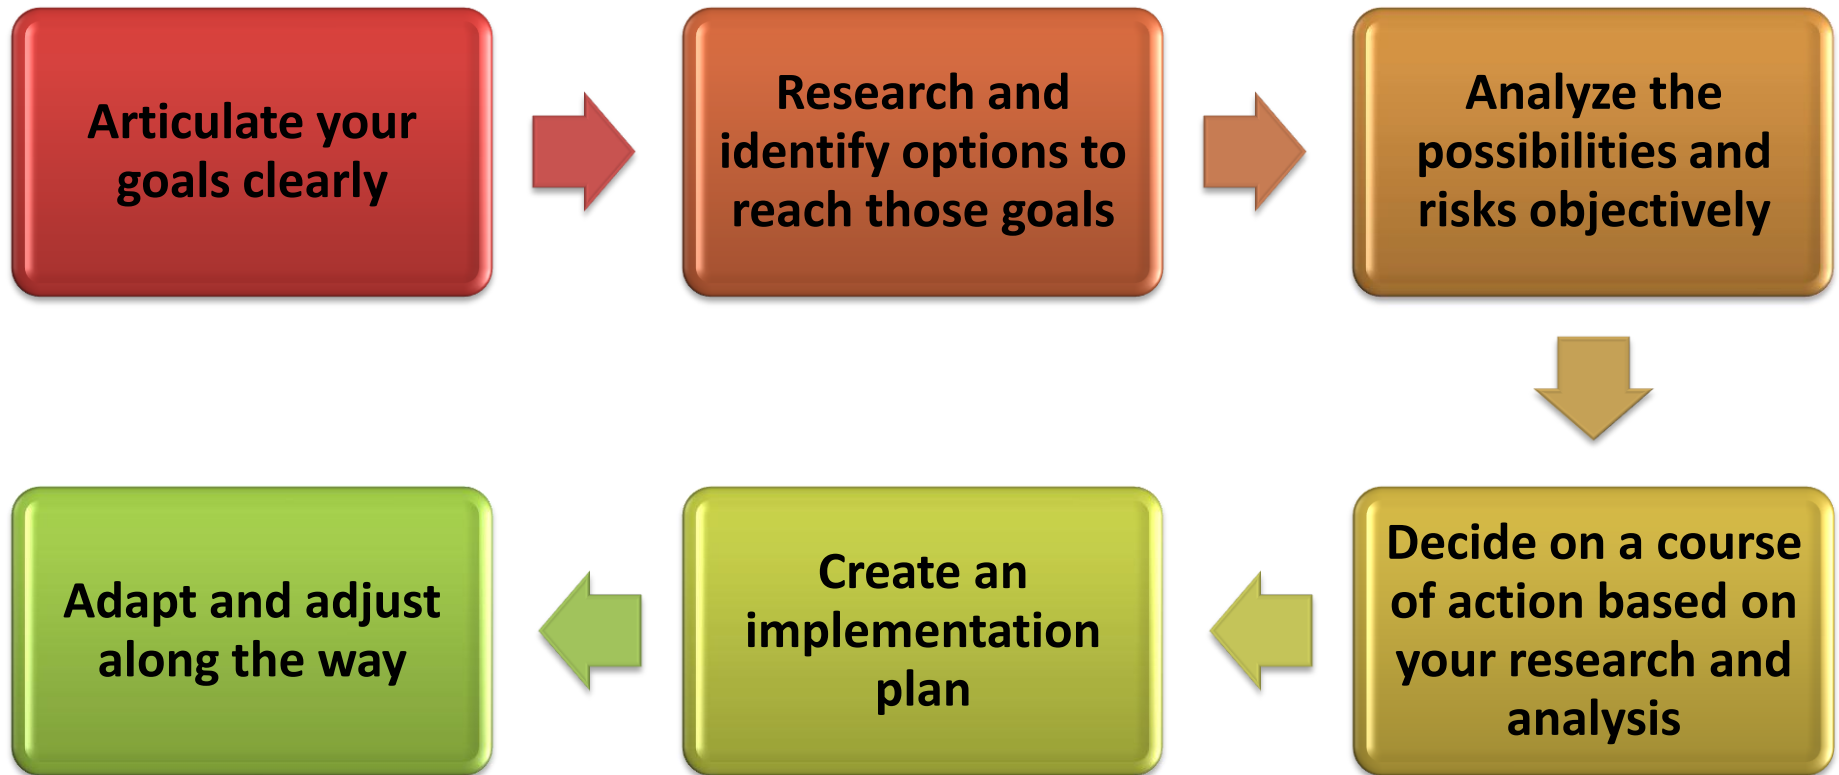 Articulate your
goals clearly
Research and
identify options to
reach those goals
Analyze the
possibilities and
risks objectively
Decide on a course
of action based on
your research and
analysis
Create an
implementation
plan
Adapt and adjust
along the way